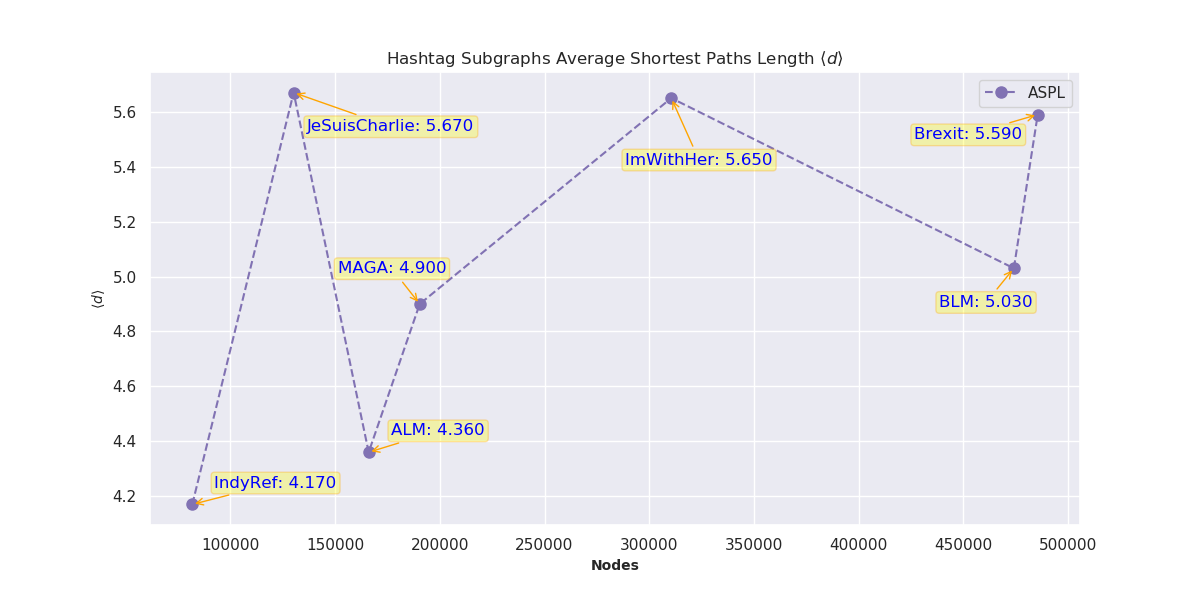 Hashtag Subgraphs Average Shortest Paths Length ⟨d⟩
ASPL
5.6
5.4
5.2
5.0
4.8
4.6
4.4
4.2
⟨d⟩
JeSuisCharlie: 5.670
Brexit: 5.590
ImWithHer: 5.650
MAGA: 4.900
BLM: 5.030
ALM: 4.360
IndyRef: 4.170
100000 150000 200000 250000 300000 350000 400000 450000 500000
Nodes